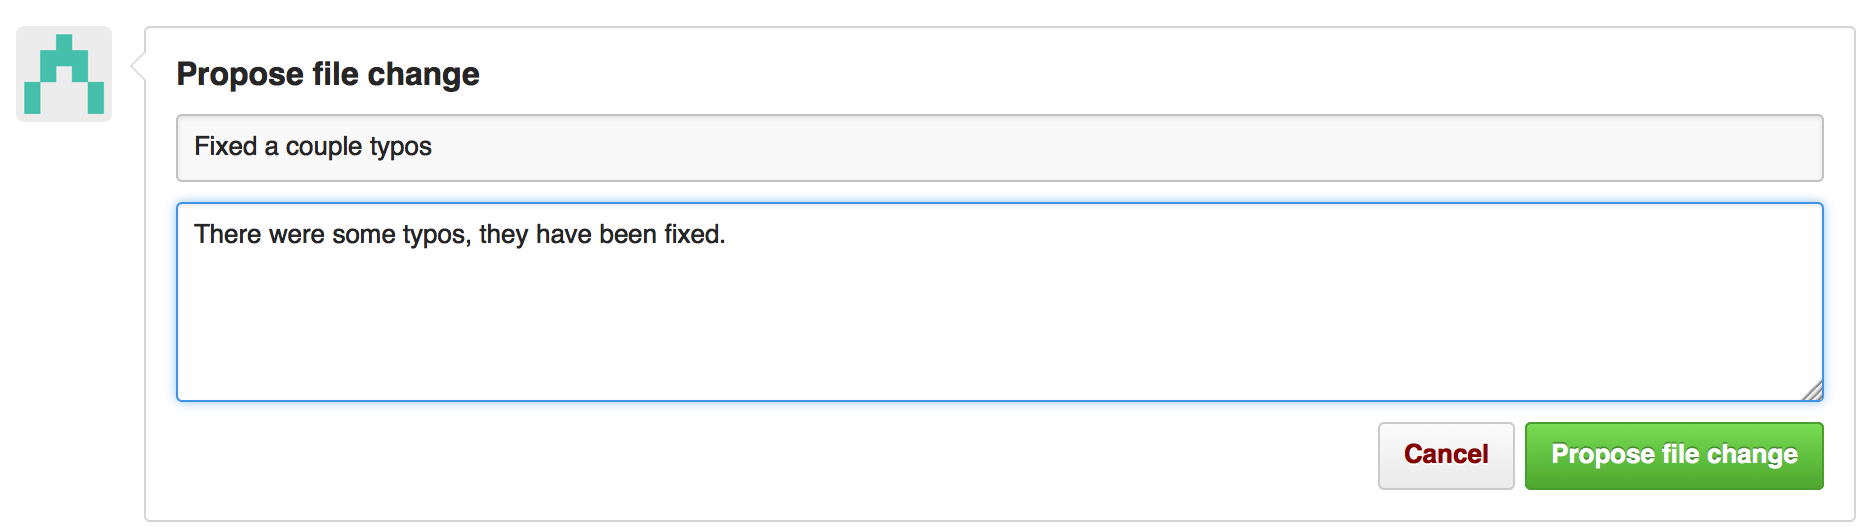 Propose file change
Fixed a couple typos
There were some typos, they have been fixed.
Cancel
Propose file change